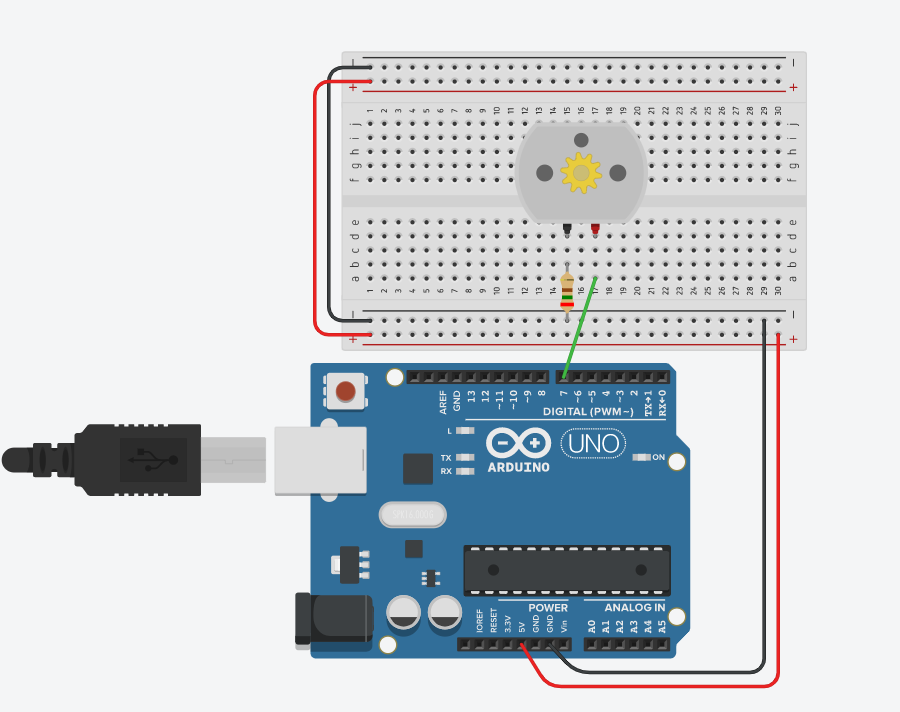 − −
+ +
1 2 3 4 5 6 7 8 9 10 11 12 13 14 15 16 17 18 19 20 21 22 23 24 25 26 27 28 29 30
j j
i i
h h
g g
f f
e e
d d
c c
b b
a a
1 2 3 4 5 6 7 8 9 10 11 12 13 14 15 16 17 18 19 20 21 22 23 24 25 26 27 28 29 30
− −
+ +
AREF GND 13 12 ~11 ~10 ~9 8 7 ~6 ~5 4 ~3 2 TX→1 RX←0
DIGITAL (PWM~)
L
TX
RX
ARDUINO
UNO
ON
POWER ANALOG IN
IOREF RESET 3.3V 5V GND GND Vin A0 A1 A2 A3 A4 A5